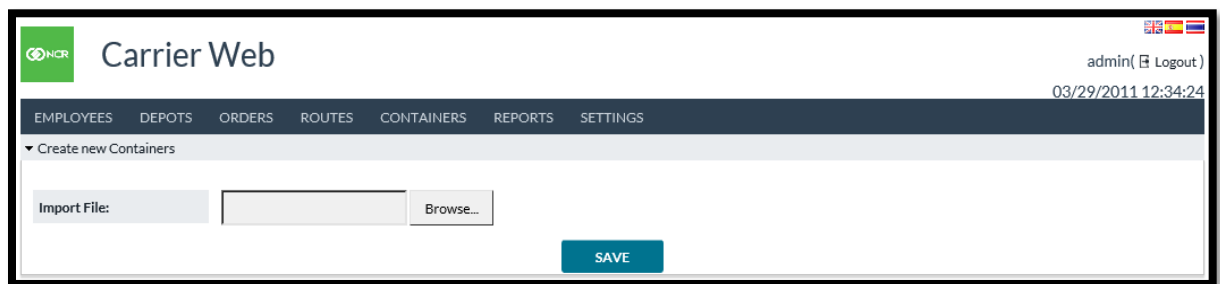 NCR
Carrier Web
admin( Logout )
03/29/2011 12:34:24
EMPLOYEES DEPOTS ORDERS ROUTES CONTAINERS REPORTS SETTINGS
Create new Containers
Import File: Browse...
SAVE